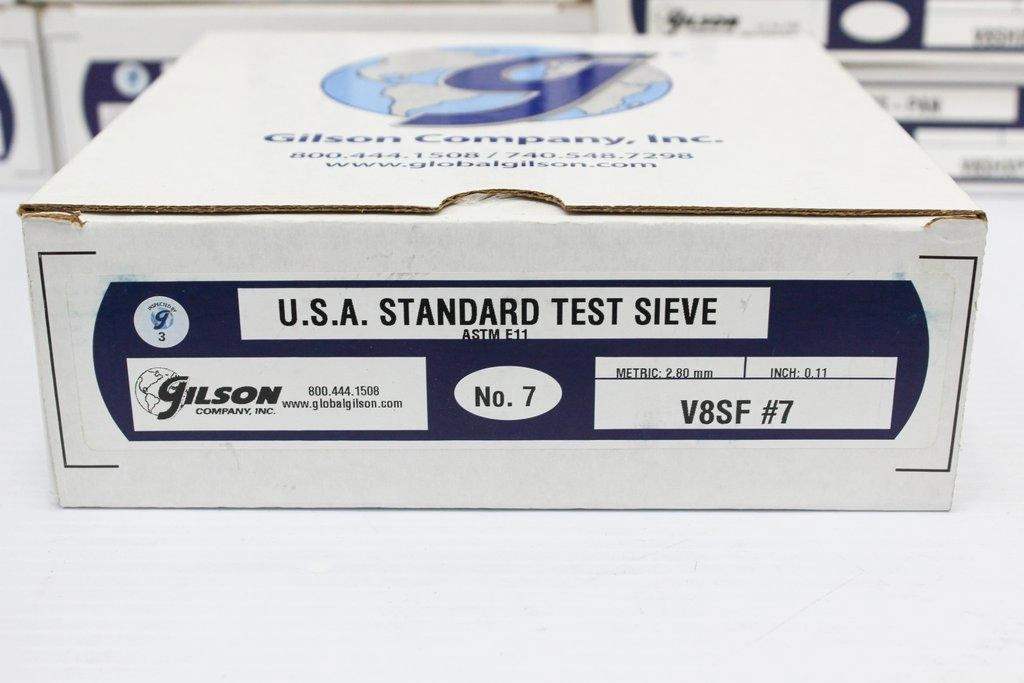 GILSON
g
Gilson Company, Inc.
800.444.1508 / 740.548.7298
www.globalgilson.com
INSPECTED BY
g
3
U.S.A. STANDARD TEST SIEVE
ASTM E11
GILSON
COMPANY, INC.
800.444.1508
www.globalgilson.com
No. 7
METRIC: 2.80 mm
INCH: 0.11
V8SF #7